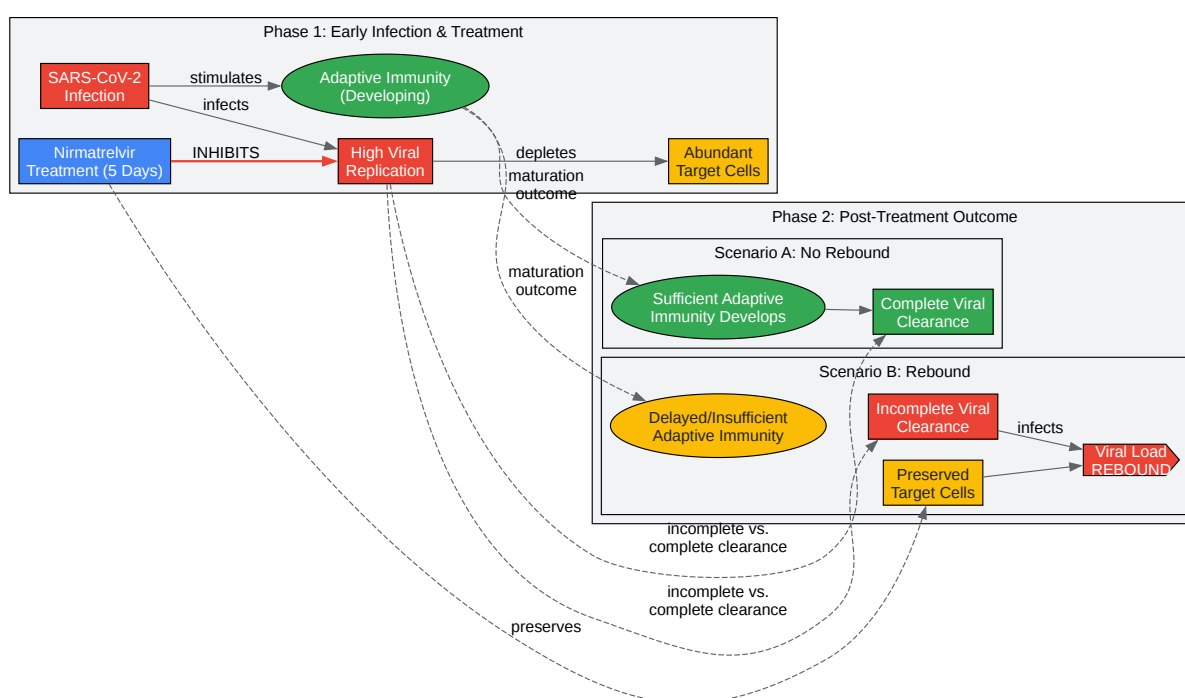 Phase 1: Early Infection & Treatment
SARS-CoV-2
Infection
stimulates
Adaptive Immunity
(Developing)
infects
Nirmatrelvir
Treatment (5 Days)
INHIBITS
High Viral
Replication
depletes
Abundant
Target Cells
maturation
outcome
Phase 2: Post-Treatment Outcome
Scenario A: No Rebound
maturation
outcome
Sufficient Adaptive
Immunity Develops
Complete Viral
Clearance
Scenario B: Rebound
Delayed/Insufficient
Adaptive Immunity
Incomplete Viral
Clearance
infects
Viral Load
REBOUND
Preserved
Target Cells
incomplete vs.
complete clearance
incomplete vs.
complete clearance
preserves